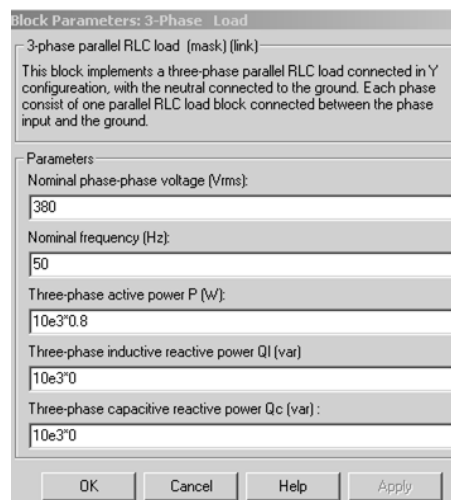 Block Parameters: 3-Phase Load
3-phase parallel RLC load (mask) (link)
This block implements a three-phase parallel RLC load connected in Y
configureation, with the neutral connected to the ground. Each phase
consist of one parallel RLC load block connected between the phase
input and the ground.
Parameters
Nominal phase-phase voltage (Vrms):
380
Nominal frequency (Hz):
50
Three-phase active power P (W):
10e3*0.8
Three-phase inductive reactive power Ql (var)
10e3*0
Three-phase capacitive reactive power Qc (var) :
10e3*0
OK Cancel Help Apply